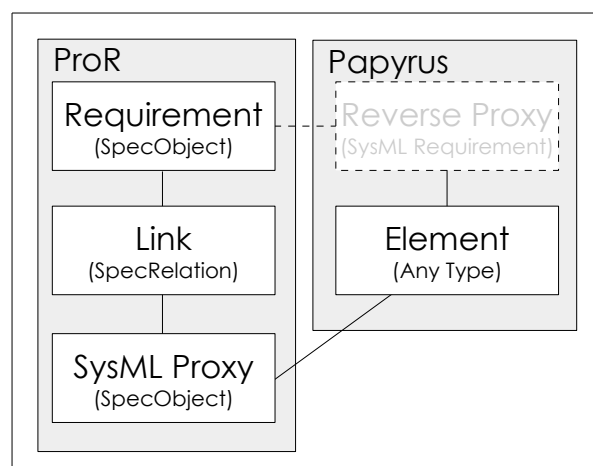 ProR
Requirement
(SpecObject)
Link
(SpecRelation)
SysML Proxy
(SpecObject)
Papyrus
Reverse Proxy
(SysML Requirement)
Element
(Any Type)